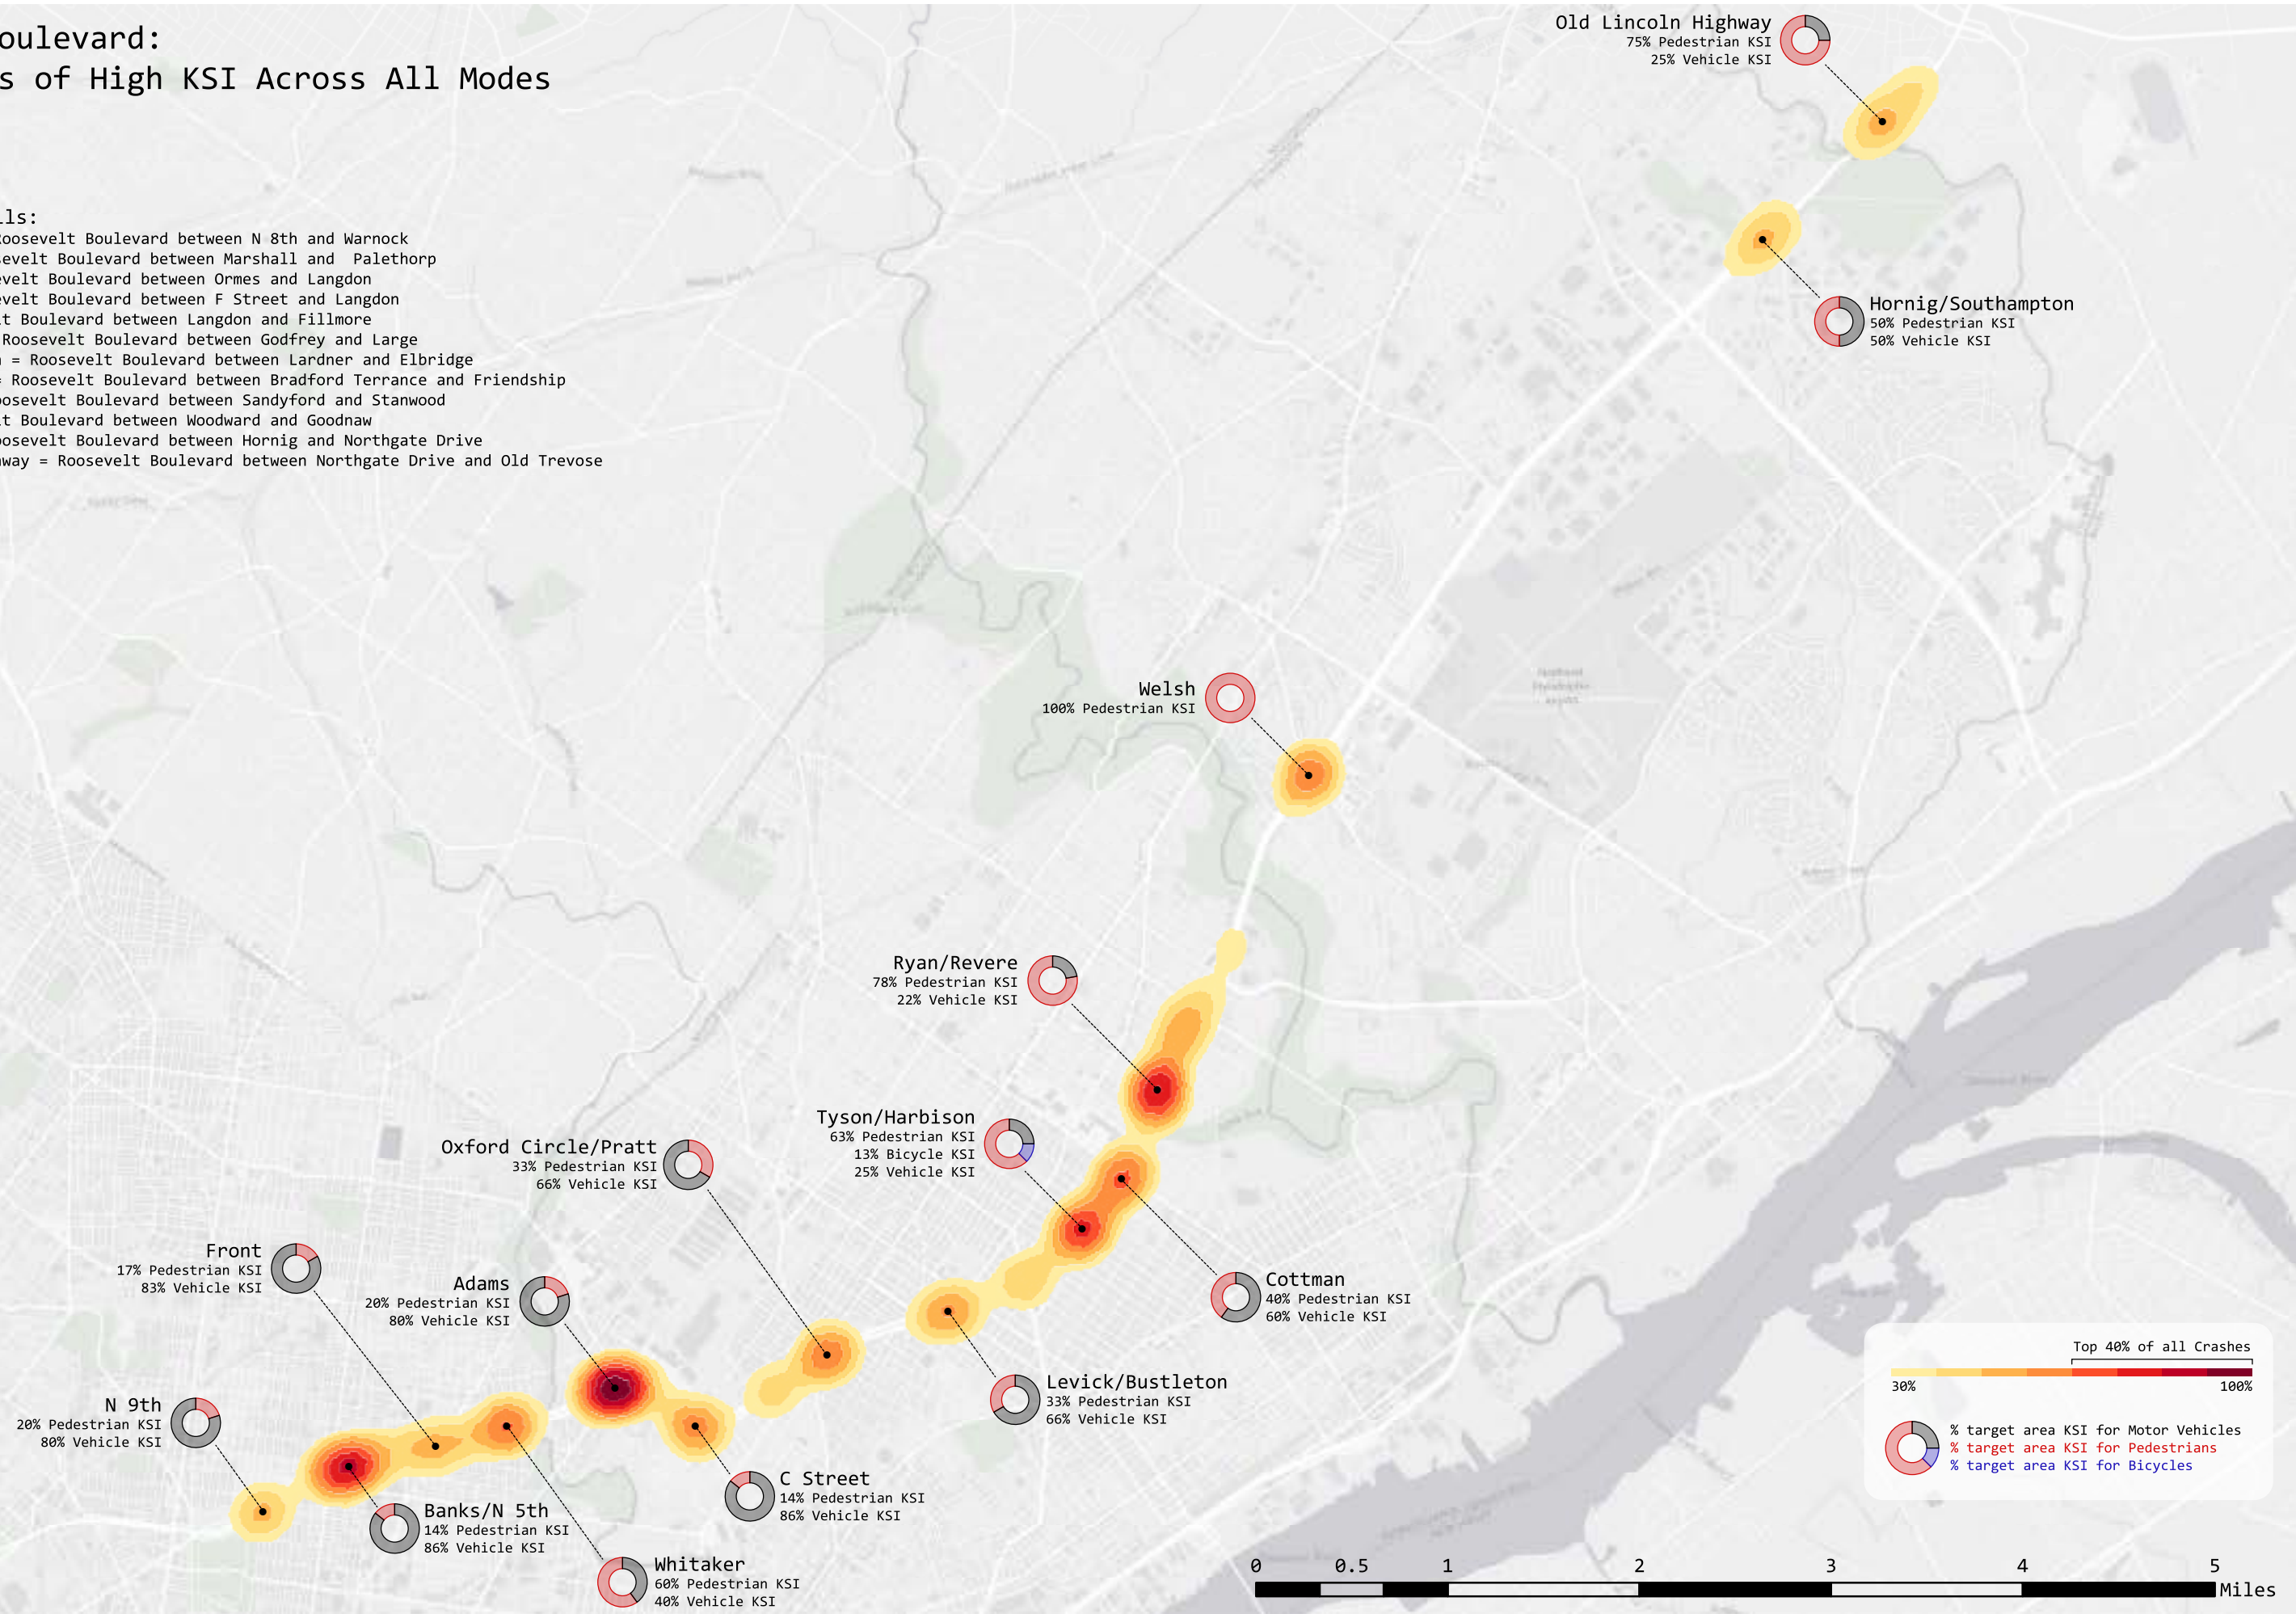 oulevard:
s of High KSI Across All Modes
lls:
Roosevelt Boulevard between N 8th and Warnock
sevelt Boulevard between Marshall and  Palethorp
evelt Boulevard between Ormes and Langdon
evelt Boulevard between F Street and Langdon
lt Boulevard between Langdon and Fillmore
Roosevelt Boulevard between Godfrey and Large
n = Roosevelt Boulevard between Lardner and Elbridge
= Roosevelt Boulevard between Bradford Terrance and Friendship
oosevelt Boulevard between Sandyford and Stanwood
lt Boulevard between Woodward and Goodnaw
oosevelt Boulevard between Hornig and Northgate Drive
hway = Roosevelt Boulevard between Northgate Drive and Old Trevose
Old Lincoln Highway
75% Pedestrian KSI
25% Vehicle KSI
Hornig/Southampton
50% Pedestrian KSI
50% Vehicle KSI
Welsh
100% Pedestrian KSI
Ryan/Revere
78% Pedestrian KSI
22% Vehicle KSI
Tyson/Harbison
63% Pedestrian KSI
13% Bicycle KSI
25% Vehicle KSI
Oxford Circle/Pratt
33% Pedestrian KSI
66% Vehicle KSI
Front
17% Pedestrian KSI
83% Vehicle KSI
Adams
20% Pedestrian KSI
80% Vehicle KSI
Cottman
40% Pedestrian KSI
60% Vehicle KSI
Levick/Bustleton
33% Pedestrian KSI
66% Vehicle KSI
N 9th
20% Pedestrian KSI
80% Vehicle KSI
C Street
14% Pedestrian KSI
86% Vehicle KSI
Banks/N 5th
14% Pedestrian KSI
86% Vehicle KSI
Whitaker
60% Pedestrian KSI
40% Vehicle KSI
Top 40% of all Crashes
30% 100%
% target area KSI for Motor Vehicles
% target area KSI for Pedestrians
% target area KSI for Bicycles
0 0.5 1 2 3 4 5
Miles